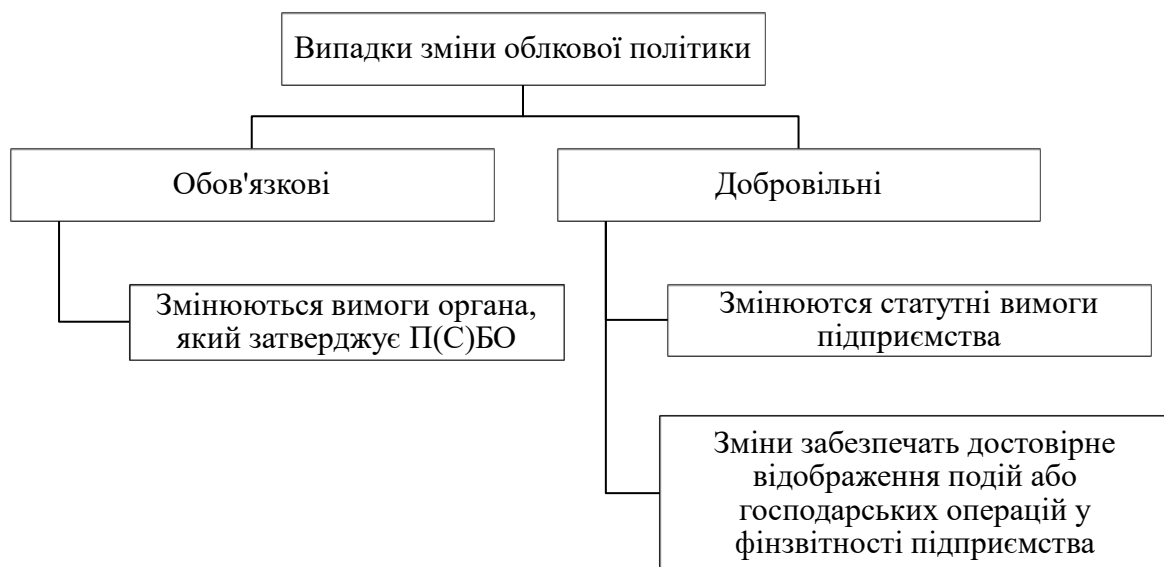 Випадки зміни облкової політики
Обов'язкові
Добровільні
Змінюються вимоги органа,
який затверджує П(С)БО
Змінюются статутні вимоги
підприємства
Зміни забезпечать достовірне
відображення подій або
господарських операцій у
фінзвітності підприємства